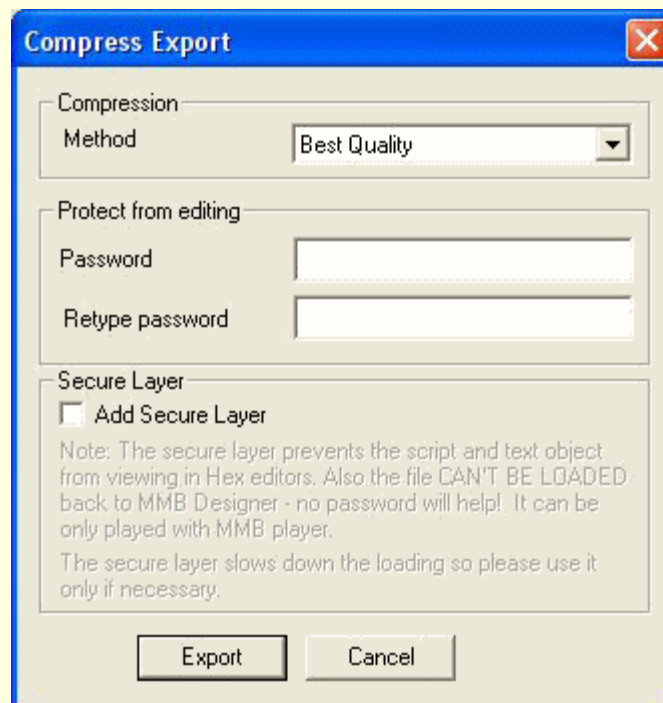 Compress Export
Compression
Method
Best Quality
Protect from editing
Password
Retype password
Secure Layer
Add Secure Layer
Note: The secure layer prevents the script and text object
from viewing in Hex editors. Also the file CAN'T BE LOADED
back to MMB Designer - no password will help!. It can be
only played with MMB player.
The secure layer slows down the loading so please use it
only if necessary.
Export
Cancel